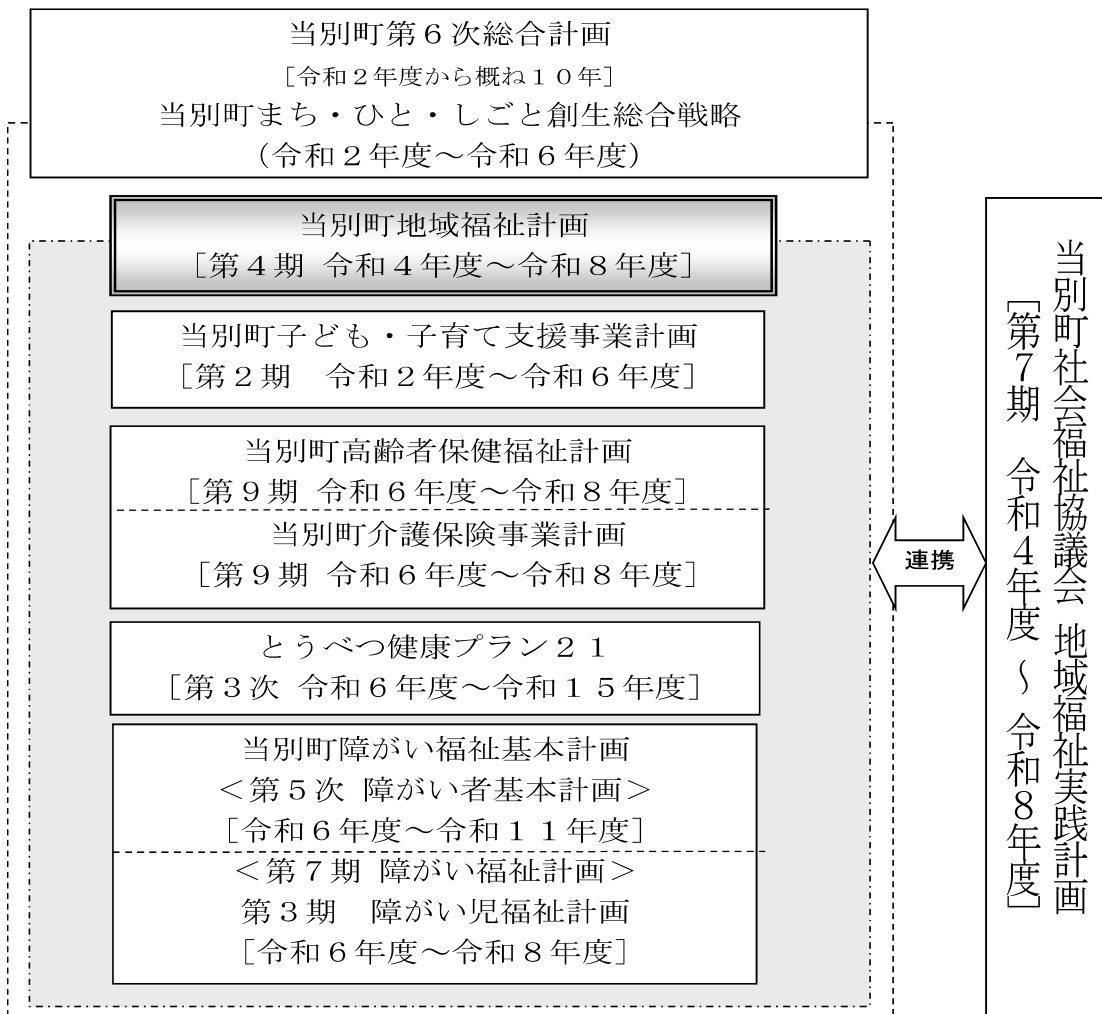 当別町第６次総合計画
［令和２年度から概ね１０年］
当別町まち・ひと・しごと創生総合戦略
（令和２年度～令和６年度）
当別町地域福祉計画
［第４期 令和４年度～令和８年度］
当別町子ども・子育て支援事業計画
［第２期　令和２年度～令和６年度］
当別町高齢者保健福祉計画
［第９期 令和６年度～令和８年度］
当別町介護保険事業計画
［第９期 令和６年度～令和８年度］
とうべつ健康プラン２１
［第３次 令和６年度～令和１５年度］
当別町障がい福祉基本計画
＜第５次 障がい者基本計画＞
［令和６年度～令和１１年度］
＜第７期 障がい福祉計画＞
第３期　障がい児福祉計画
［令和６年度～令和８年度］
連携
当別町社会福祉協議会 地域福祉実践計画
［第７期　令和４年度 ～ 令和８年度］